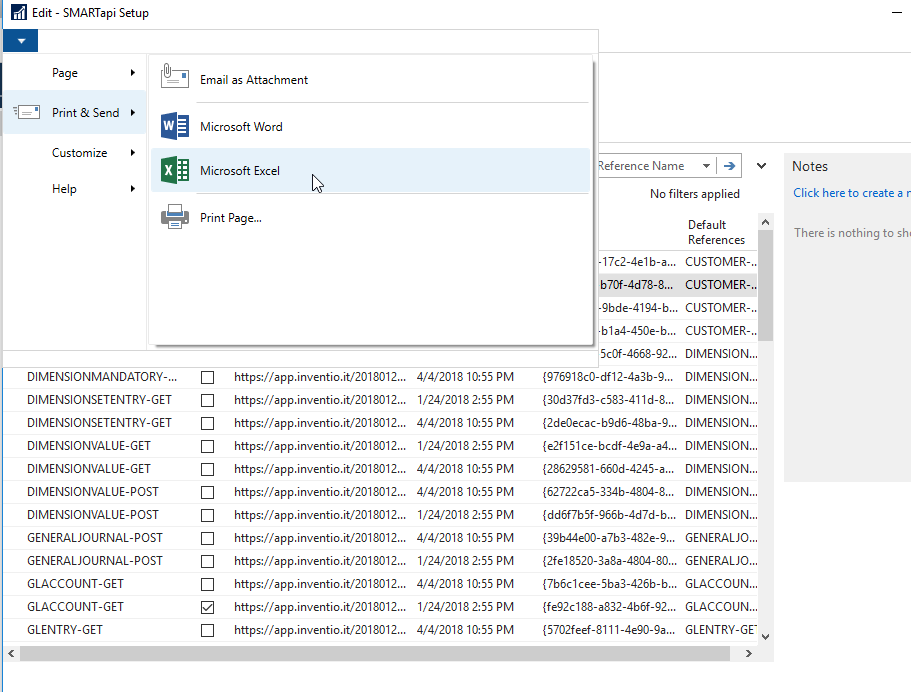 Edit - SMARTapi Setup
Page
Print & Send
Customize
Help
Email as Attachment
Microsoft Word
Microsoft Excel
Print Page...
Reference Name
No filters applied
Notes
Click here to create a n
There is nothing to sho
Default
References
-17c2-4e1b-a... CUSTOMER-...
b70f-4d78-8... CUSTOMER-...
-9bde-4194-b... CUSTOMER-...
-b1a4-450e-b... CUSTOMER-...
5c0f-4668-92... DIMENSION...
DIMENSIONMANDATORY-... https://app.inventio.it/2018012... 4/4/2018 10:55 PM {976918c0-df12-4a3b-9... DIMENSION...
DIMENSIONSETENTRY-GET https://app.inventio.it/2018012... 1/24/2018 2:55 PM {30d37fd3-c583-411d-8... DIMENSION...
DIMENSIONSETENTRY-GET https://app.inventio.it/2018012... 4/4/2018 10:55 PM {2de0ecac-b9d6-48ba-9... DIMENSION...
DIMENSIONVALUE-GET https://app.inventio.it/2018012... 1/24/2018 2:55 PM {e2f151ce-bcdf-4e9a-a4... DIMENSION...
DIMENSIONVALUE-GET https://app.inventio.it/2018012... 4/4/2018 10:55 PM {28629581-660d-4245-a... DIMENSION...
DIMENSIONVALUE-POST https://app.inventio.it/2018012... 4/4/2018 10:55 PM {62722ca5-334b-4804-8... DIMENSION...
DIMENSIONVALUE-POST https://app.inventio.it/2018012... 1/24/2018 2:55 PM {dd6f7b5f-966b-4d7d-b... DIMENSION...
GENERALJOURNAL-POST https://app.inventio.it/2018012... 4/4/2018 10:55 PM {39b44e00-a7b3-482e-9... GENERALJO...
GENERALJOURNAL-POST https://app.inventio.it/2018012... 1/24/2018 2:55 PM {2fe18520-3a8a-4804-80... GENERALJO...
GLACCOUNT-GET https://app.inventio.it/2018012... 4/4/2018 10:55 PM {7b6c1cee-5ba3-426b-b... GLACCOUN...
GLACCOUNT-GET https://app.inventio.it/2018012... 1/24/2018 2:55 PM {fe92c188-a832-4b6f-92... GLACCOUN...
GLENTRY-GET https://app.inventio.it/2018012... 4/4/2018 10:55 PM {5702feef-8111-4e90-9a... GLENTRY-GET